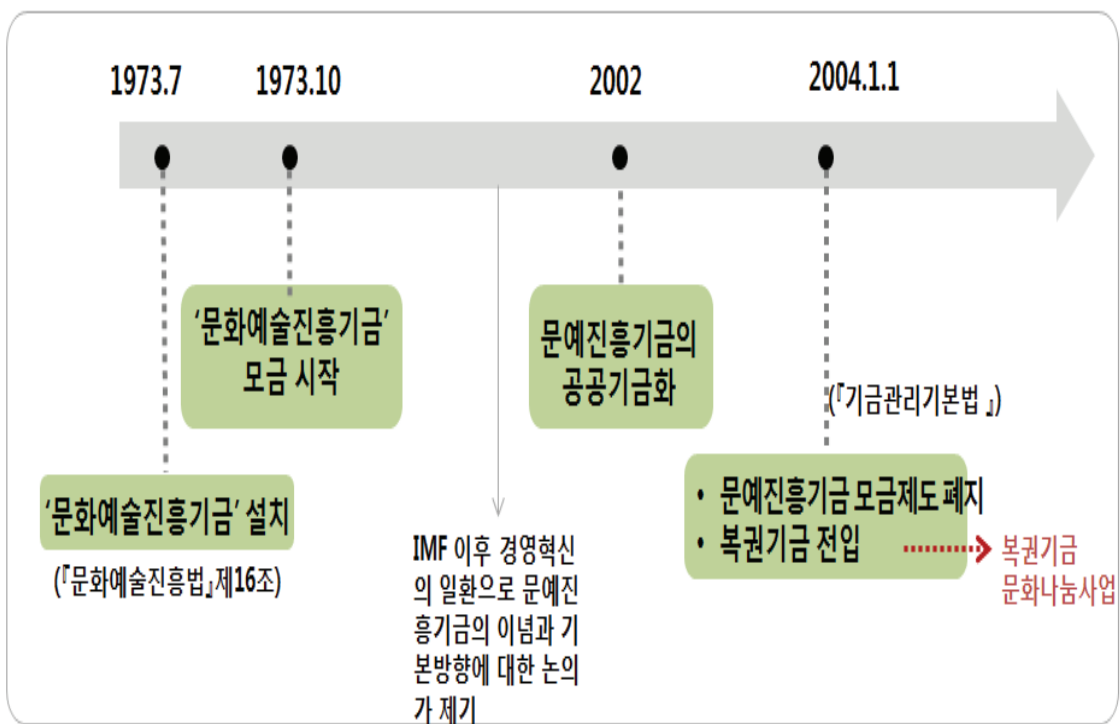 1973.7
1973.10
2002
2004.1.1
‘문화예술진흥기금’
모금 시작
문예진흥기금의
공공기금화
(『기금관리기본법 』)
‘문화예술진흥기금’ 설치
(『문화예술진흥법』제16조)
IMF 이후 경영혁신
의 일환으로 문예진
흥기금의 이념과 기
본방향에 대한 논의
가 제기
• 문예진흥기금 모금제도 폐지
• 복권기금 전입
복권기금
문화나눔사업